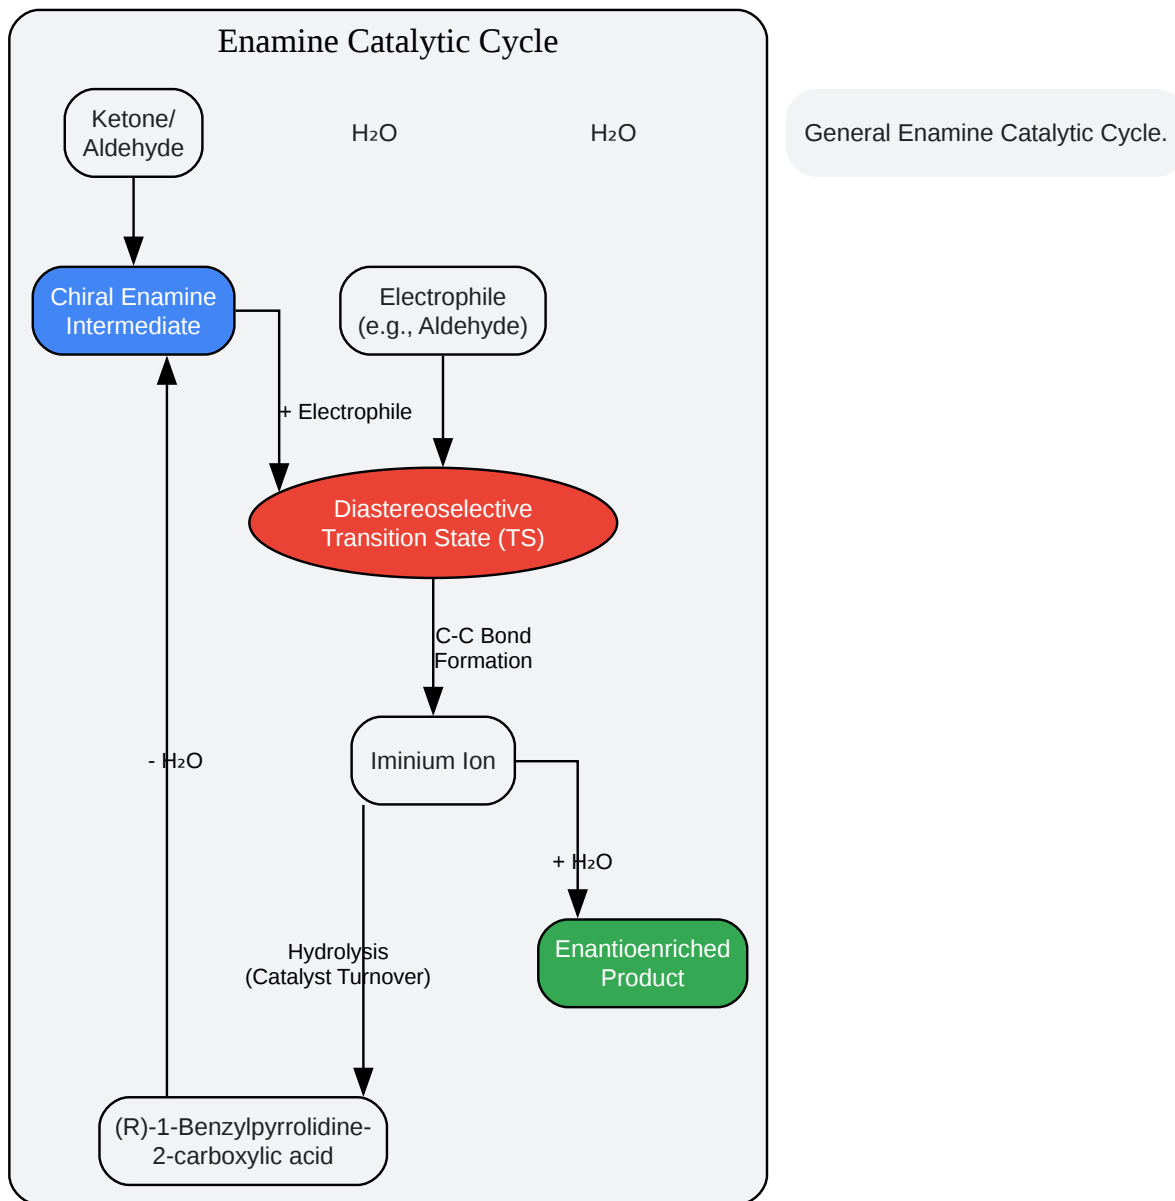 Enamine Catalytic Cycle
Ketone/
Aldehyde
H₂O
H₂O
General Enamine Catalytic Cycle.
Chiral Enamine
Intermediate
Electrophile
(e.g., Aldehyde)
+ Electrophile
Diastereoselective
Transition State (TS)
C-C Bond
Formation
- H₂O
Iminium Ion
+ H₂O
Hydrolysis
(Catalyst Turnover)
Enantioenriched
Product
(R)-1-Benzylpyrrolidine-
2-carboxylic acid